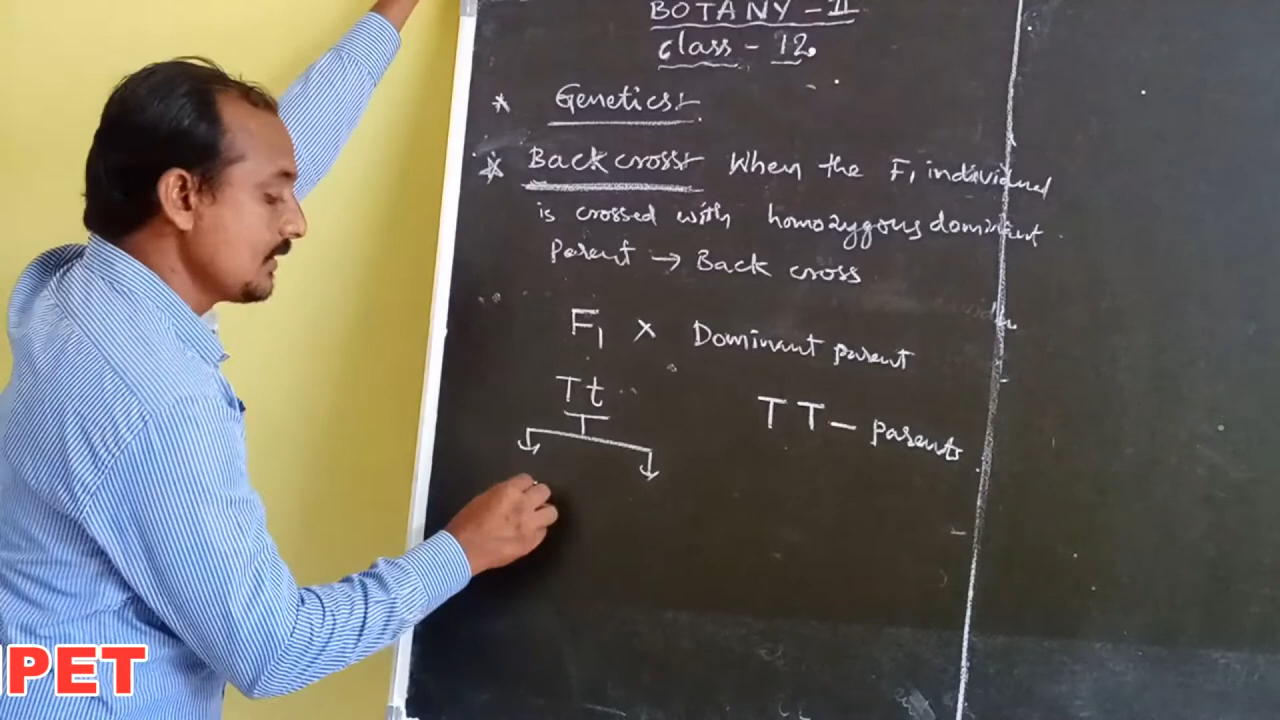 BOTANY - II
Class - 12.
* Genetics:-
* Back cross:- When the F1 individual
is crossed with homozygous dominant
Parent → Back cross
F1 × Dominant parent
Tt
TT - parents
PET